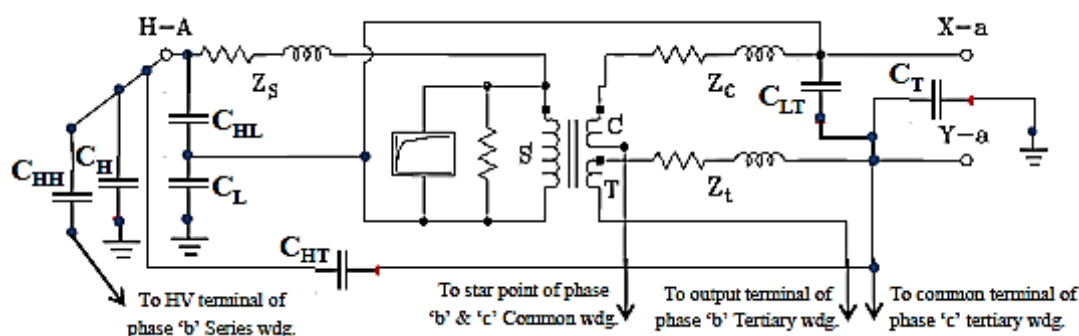 H-A
X-a
Z_S
Z_C
C_T
C_LT
C_HL
C
Y-a
C_HH
C_H
S
C_L
T
Z_t
C_HT
To HV terminal of
phase ‘b’ Series wdg.
To star point of phase
‘b’ & ‘c’ Common wdg.
To output terminal of
phase ‘b’ Tertiary wdg.
To common terminal of
phase ‘c’ tertiary wdg.